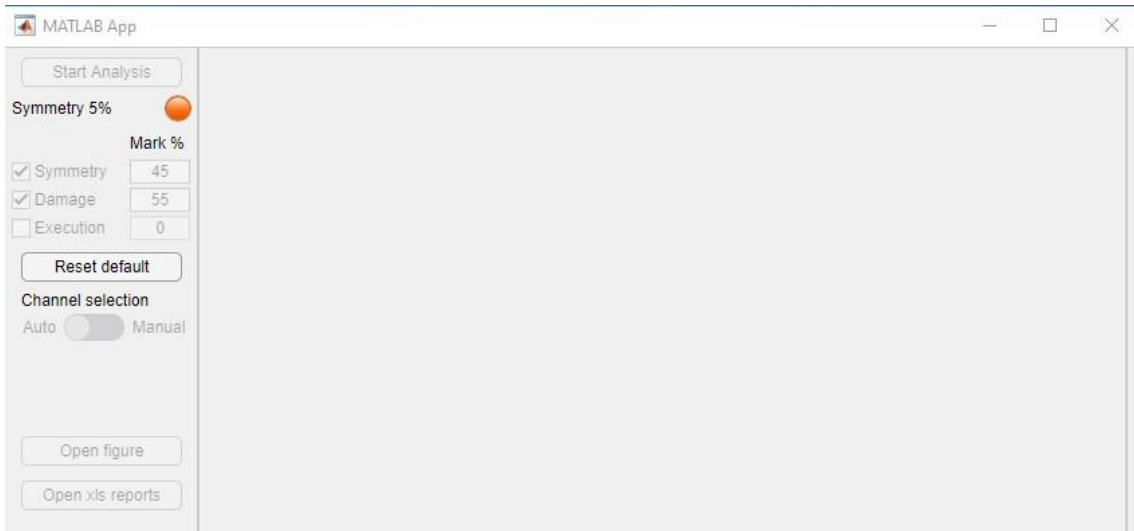 MATLAB App
Start Analysis
Symmetry 5%
Mark %
Symmetry 45
Damage 55
Execution 0
Reset default
Channel selection
Auto Manual
Open figure
Open xls reports